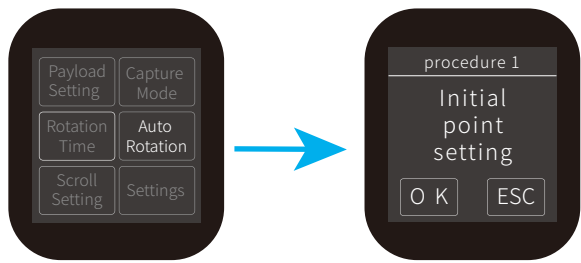 Payload
Setting
Capture
Mode
Rotation
Time
Auto
Rotation
Scroll
Setting
Settings
procedure 1
Initial
point
setting
O K
ESC